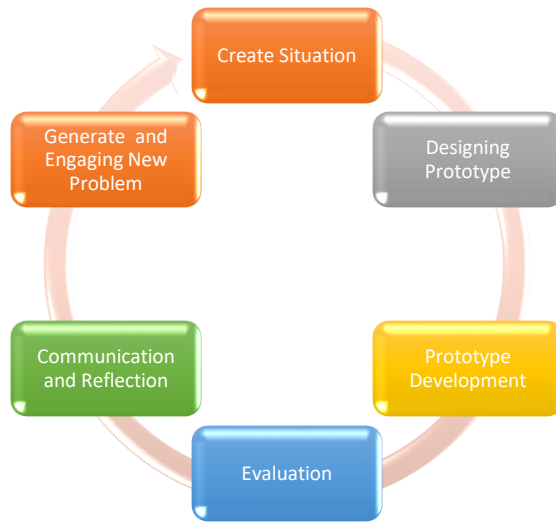 Create Situation
Designing
Prototype
Prototype
Development
Evaluation
Communication
and Reflection
Generate and
Engaging New
Problem